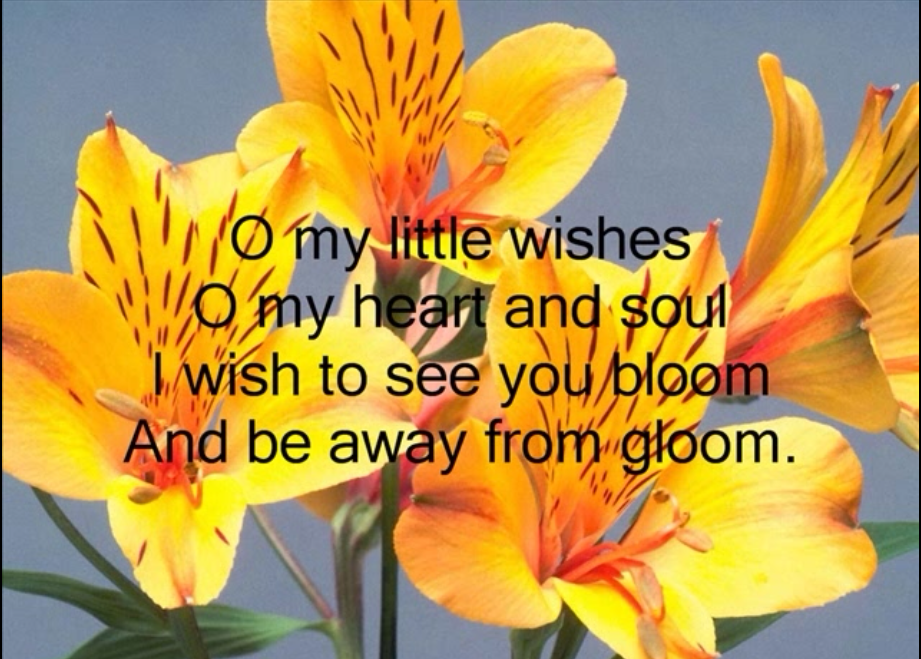 O my little wishes
O my heart and soul
I wish to see you bloom
And be away from gloom.